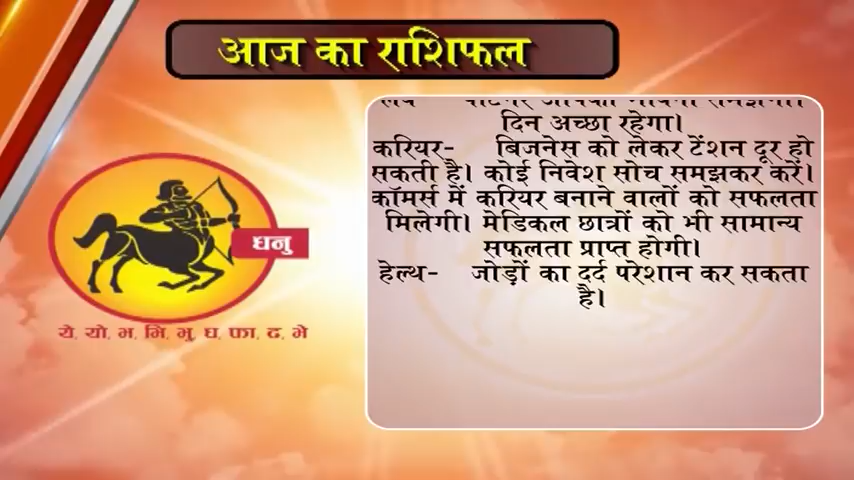 आज का राशिफल
दिन अच्छा रहेगा।
करियर- बिजनेस को लेकर टेंशन दूर हो
सकती है। कोई निवेश सोच समझकर करें।
कॉमर्स में करियर बनाने वालों को सफलता
मिलेगी। मेडिकल छात्रों को भी सामान्य
सफलता प्राप्त होगी।
हेल्थ- जोड़ों का दर्द परेशान कर सकता
है।
धनु
ये, यो, भ, भि, भु, ध, फा, ढ, भे